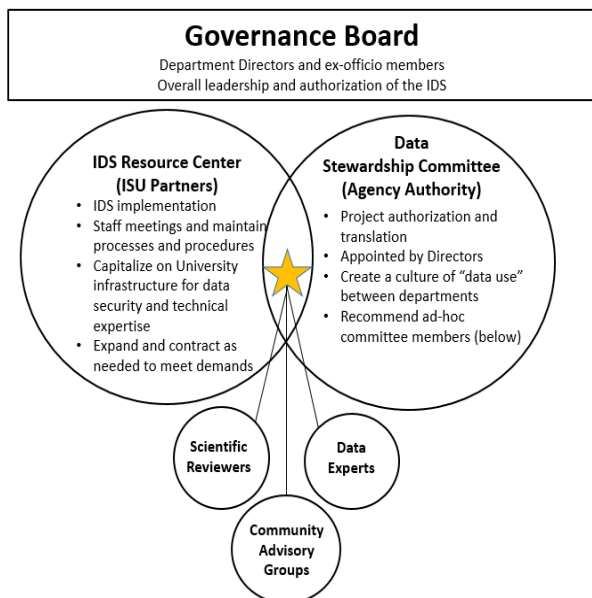 Governance Board
Department Directors and ex-officio members
Overall leadership and authorization of the IDS
IDS Resource Center
(ISU Partners)
• IDS implementation
• Staff meetings and maintain
processes and procedures
• Capitalize on University
infrastructure for data
security and technical
expertise
• Expand and contract as
needed to meet demands
Data
Stewardship Committee
(Agency Authority)
• Project authorization and
translation
• Appointed by Directors
• Create a culture of “data use”
between departments
• Recommend ad-hoc
committee members (below)
Scientific
Reviewers
Data
Experts
Community
Advisory
Groups